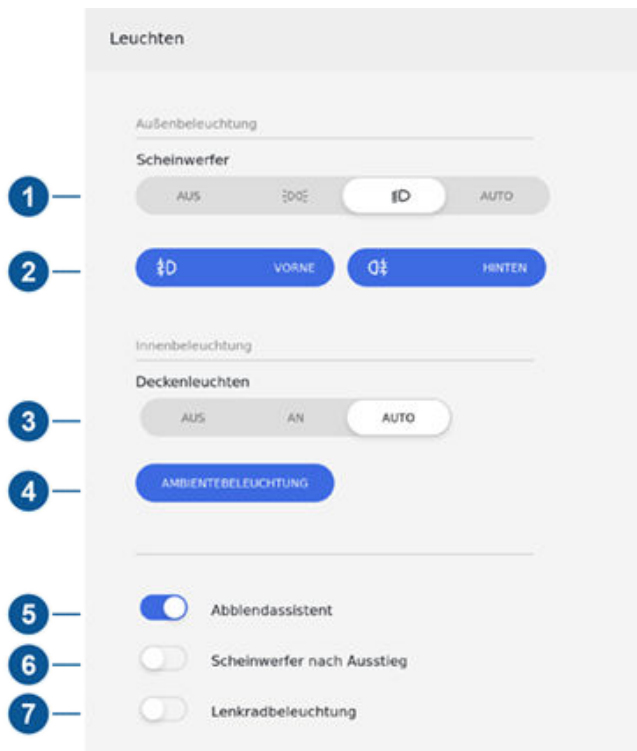 Leuchten
Außenbeleuchtung
Scheinwerfer
1 AUS AUTO
2 VORNE HINTEN
Innenbeleuchtung
Deckenleuchten
3 AUS AN AUTO
4 AMBIENTEBELEUCHTUNG
5 Abblendassistent
6 Scheinwerfer nach Ausstieg
7 Lenkradbeleuchtung